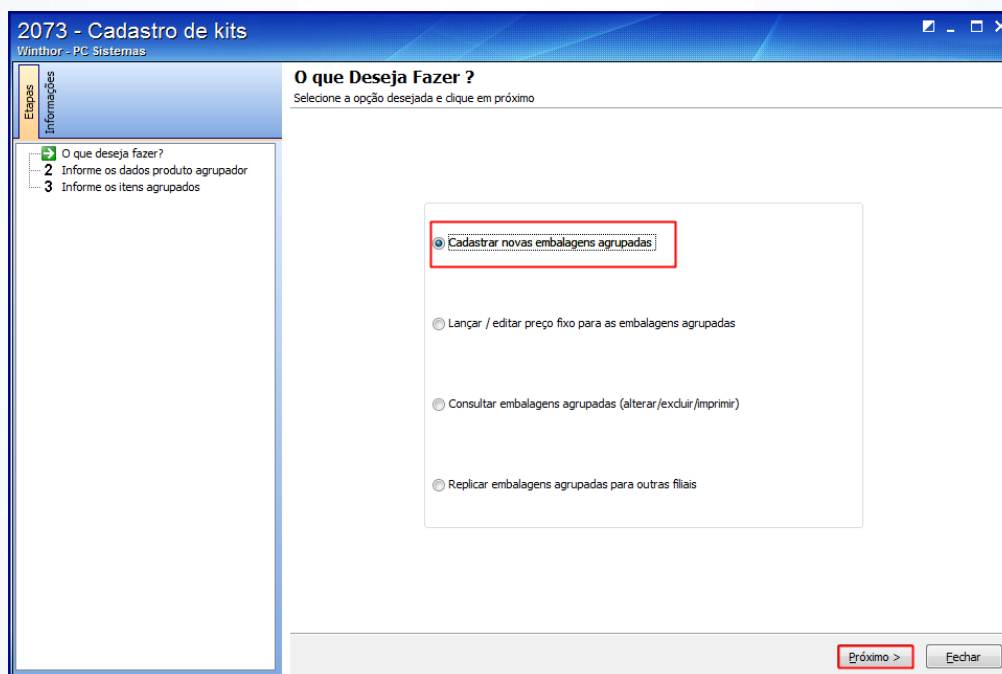 2073 - Cadastro de kits
Winthor - PC Sistemas
Etapas
Informações
O que deseja fazer?
2 Informe os dados produto agrupador
3 Informe os itens agrupados
O que Deseja Fazer ?
Selecione a opção desejada e clique em próximo
Cadastrar novas embalagens agrupadas
Lançar / editar preço fixo para as embalagens agrupadas
Consultar embalagens agrupadas (alterar/excluir/imprimir)
Replicar embalagens agrupadas para outras filiais
Próximo >
Fechar